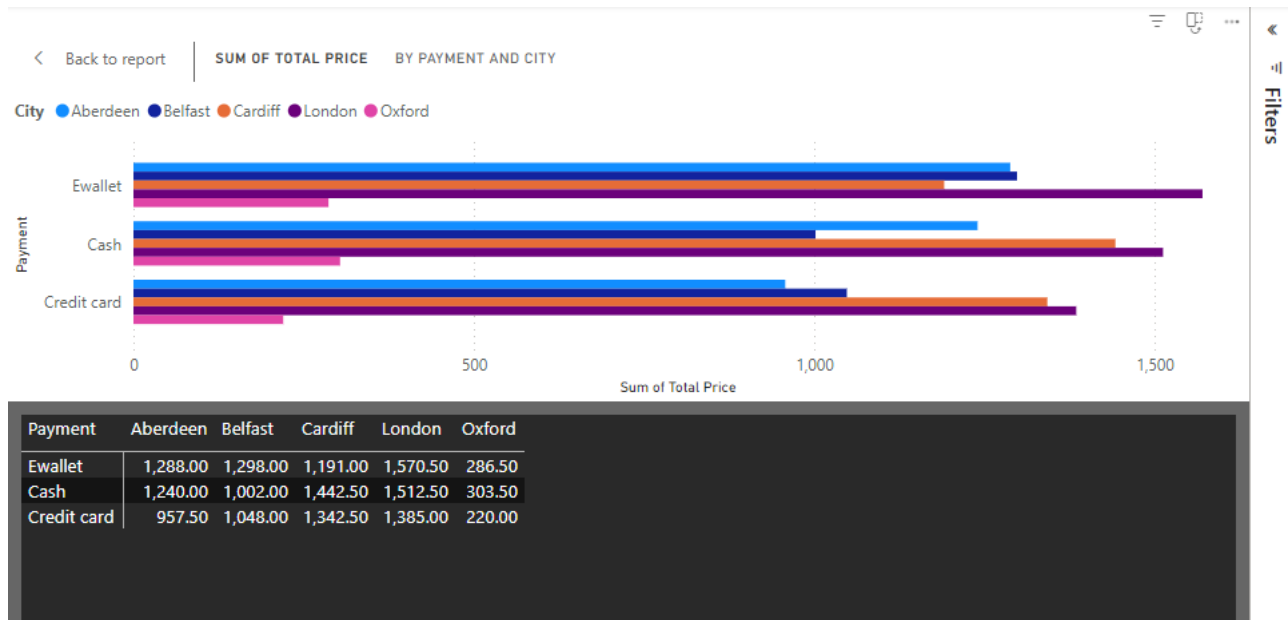 Back to report SUM OF TOTAL PRICE BY PAYMENT AND CITY
City Aberdeen Belfast Cardiff London Oxford
Filters
Payment
Ewallet
Cash
Credit card
0 500 1,000 1,500
Sum of Total Price
Payment Aberdeen Belfast Cardiff London Oxford
Ewallet 1,288.00 1,298.00 1,191.00 1,570.50 286.50
Cash 1,240.00 1,002.00 1,442.50 1,512.50 303.50
Credit card 957.50 1,048.00 1,342.50 1,385.00 220.00